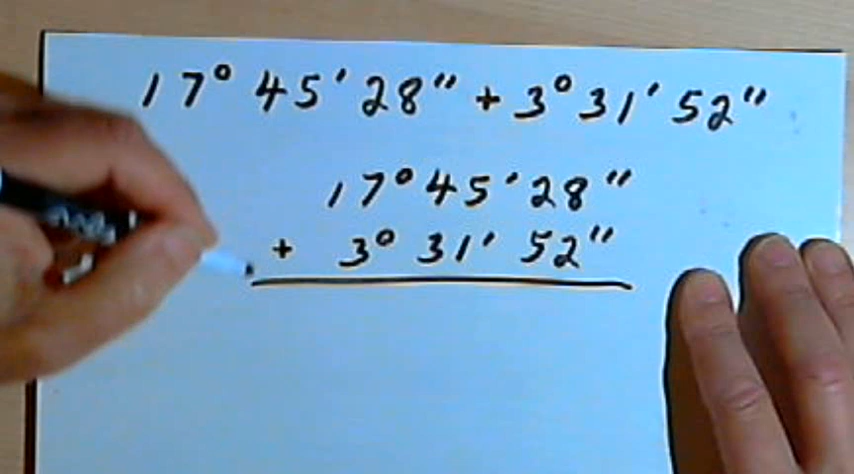 17° 45' 28" + 3° 31' 52"
17° 45' 28"
+ 3° 31' 52"